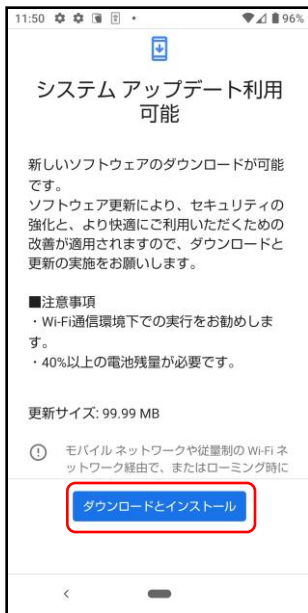 11:50 96%
システム アップデート利用
可能
新しいソフトウェアのダウンロードが可能
です。
ソフトウェア更新により、セキュリティの
強化と、より快適にご利用いただくための
改善が適用されますので、ダウンロードと
更新の実施をお願いします。
■注意事項
・Wi-Fi通信環境下での実行をお勧めしま
す。
・40%以上の電池残量が必要です。
更新サイズ: 99.99 MB
モバイル ネットワークや従量制の Wi-Fi ネ
ットワーク経由で、またはローミング時に
ダウンロードとインストール